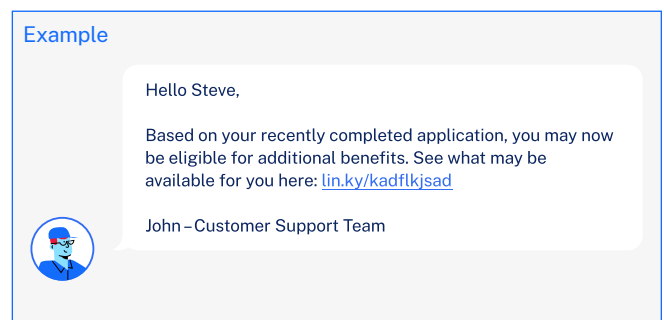 Example
Hello Steve,
Based on your recently completed application, you may now
be eligible for additional benefits. See what may be
available for you here: lin.ky/kadflkjsad
John – Customer Support Team